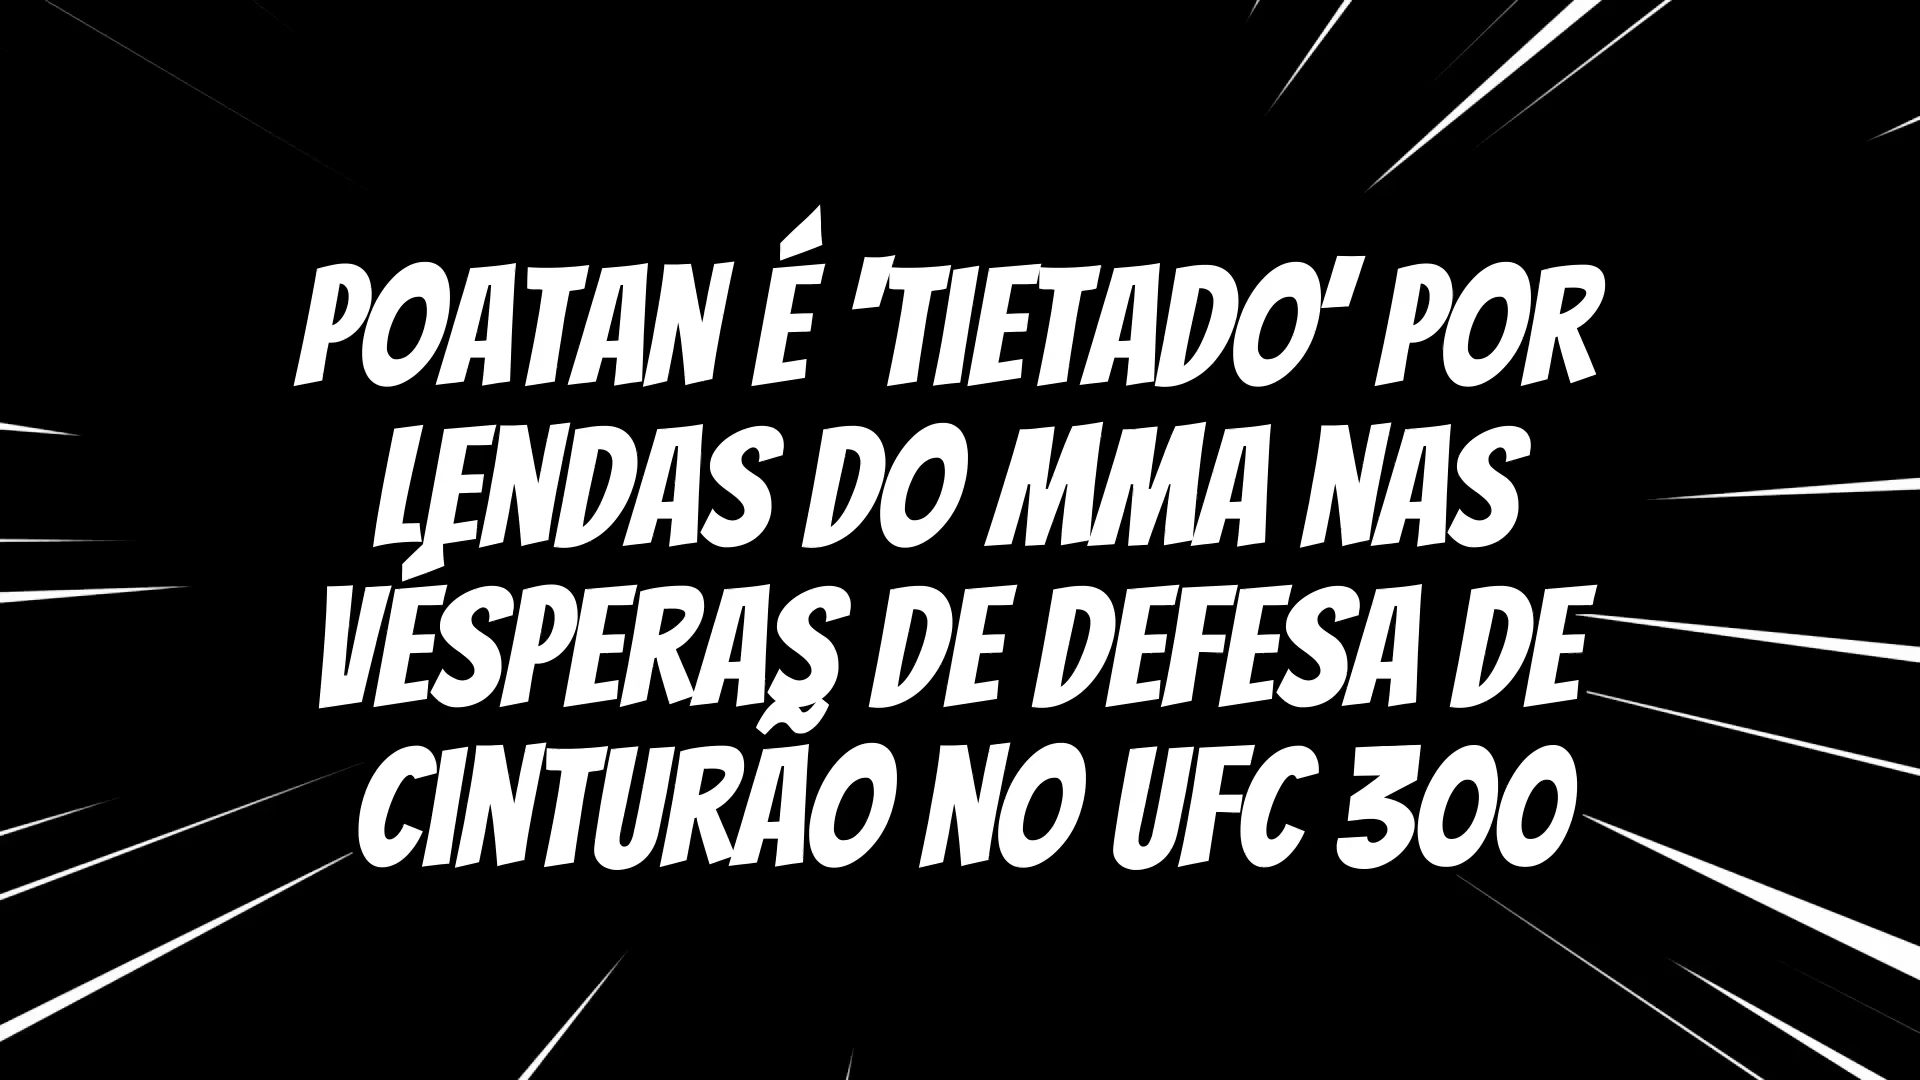 POATAN É 'TIETADO' POR
LENDAS DO MMA NAS
VÉSPERAS DE DEFESA DE
CINTURÃO NO UFC 300